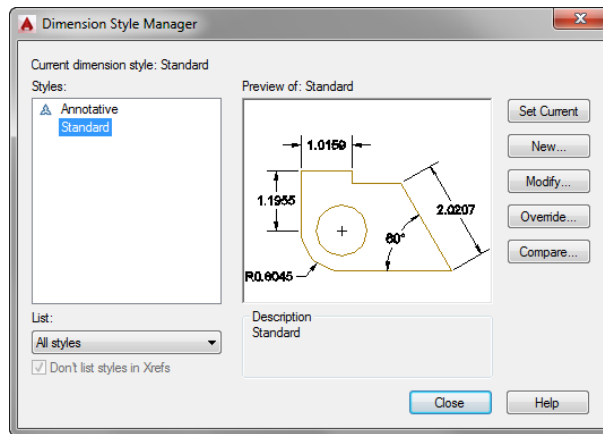 Dimension Style Manager
Current dimension style: Standard
Styles:
Annotative
Standard
Preview of: Standard
1.0159
1.1955
2.0207
60°
R0.8045
Set Current
New...
Modify...
Override...
Compare...
List:
All styles
Don't list styles in Xrefs
Description
Standard
Close
Help